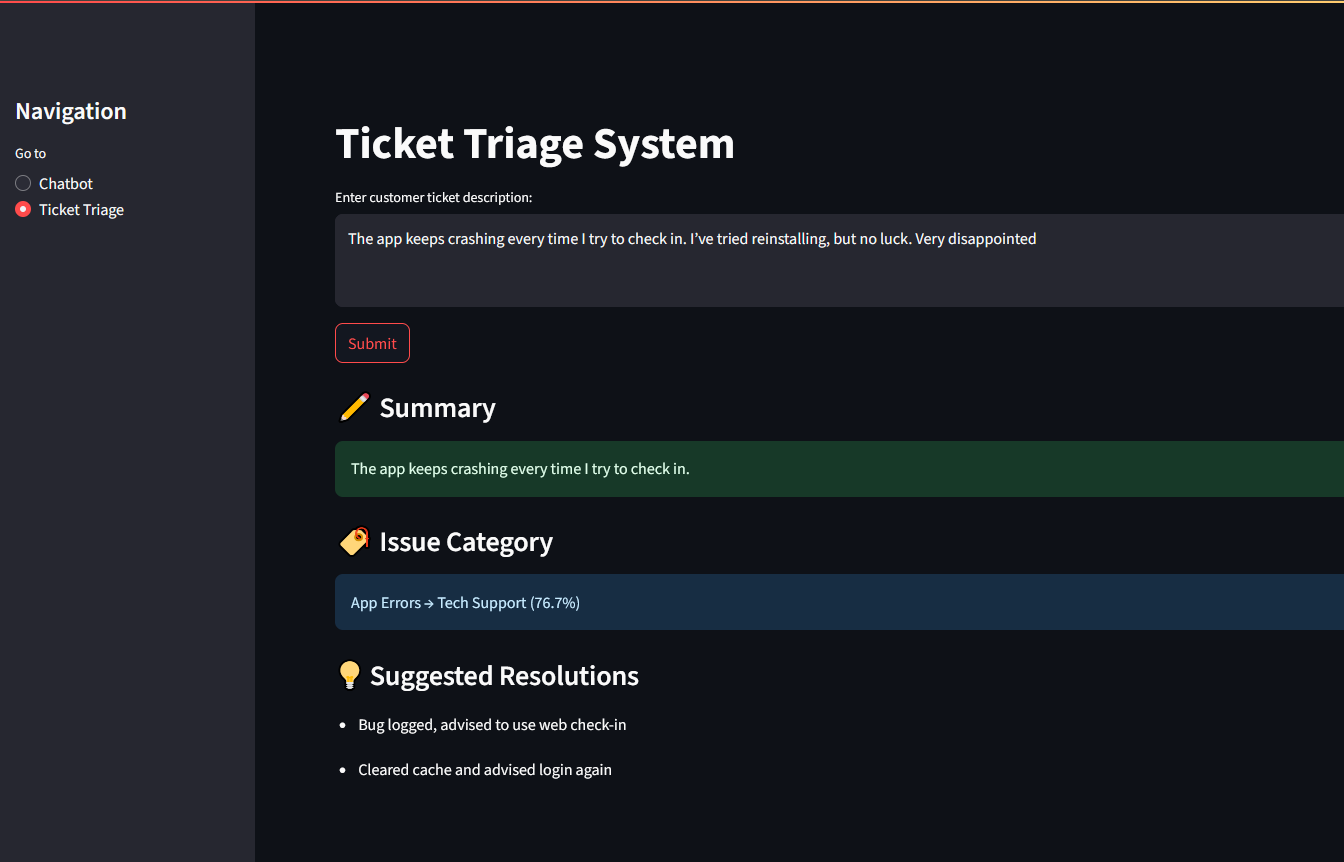 Navigation
Go to
Chatbot
Ticket Triage
Ticket Triage System
Enter customer ticket description:
The app keeps crashing every time I try to check in. I’ve tried reinstalling, but no luck. Very disappointed
Submit
Summary
The app keeps crashing every time I try to check in.
Issue Category
App Errors → Tech Support (76.7%)
Suggested Resolutions
• Bug logged, advised to use web check-in
• Cleared cache and advised login again